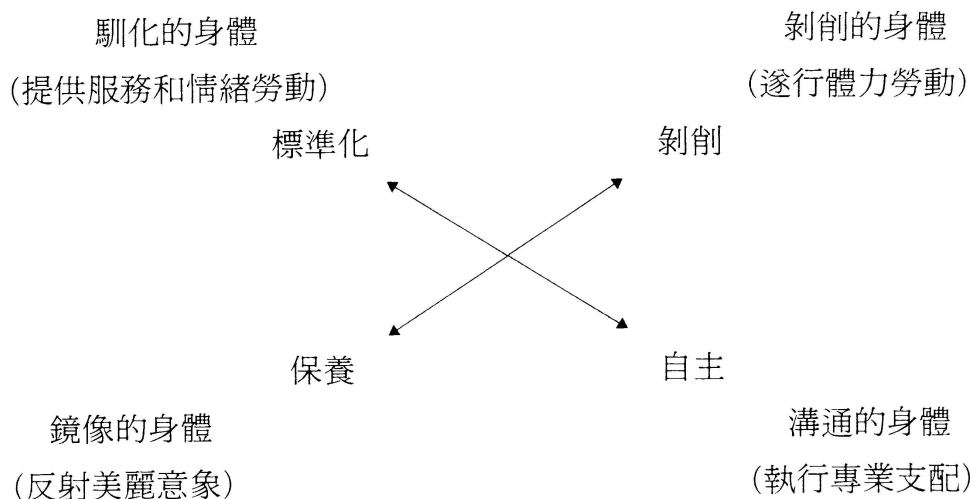 馴化的身體
(提供服務和情緒勞動)
標準化
剝削的身體
(遂行體力勞動)
剝削
保養
鏡像的身體
(反射美麗意象)
自主
溝通的身體
(執行專業支配)